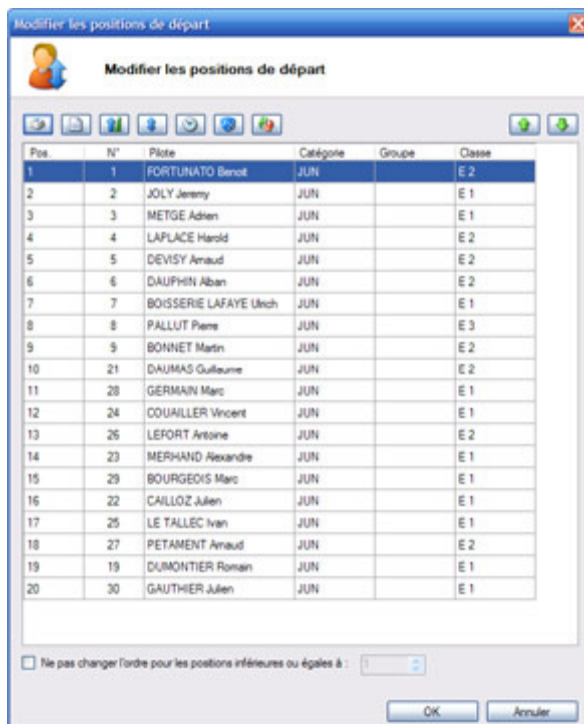 Modifier les positions de départ
Modifier les positions de départ
Pos. N° Pilote Catégorie Groupe Classe
1 1 FORTUNATO Benoit JUN E 2
2 2 JOLY Jeremy JUN E 1
3 3 METGE Adrien JUN E 1
4 4 LAPLACE Harold JUN E 2
5 5 DEVISY Arnaud JUN E 2
6 6 DAUPHIN Alban JUN E 2
7 7 BOISSERIE LAFAYE Ulrich JUN E 1
8 8 PALLUT Pierre JUN E 3
9 9 BONNET Martin JUN E 2
10 21 DAUMAS Guillaume JUN E 2
11 28 GERMAIN Marc JUN E 1
12 24 COUAILLER Vincent JUN E 1
13 26 LEFORT Antoine JUN E 2
14 23 MERHAND Alexandre JUN E 1
15 29 BOURGEOIS Marc JUN E 1
16 22 CAILLOZ Julien JUN E 1
17 25 LE TALLEC Ivan JUN E 1
18 27 PETAMENT Arnaud JUN E 2
19 19 DUMONTIER Romain JUN E 1
20 30 GAUTHIER Julien JUN E 1
Ne pas changer l'ordre pour les positions inférieures ou égales à : 1
OK Annuler